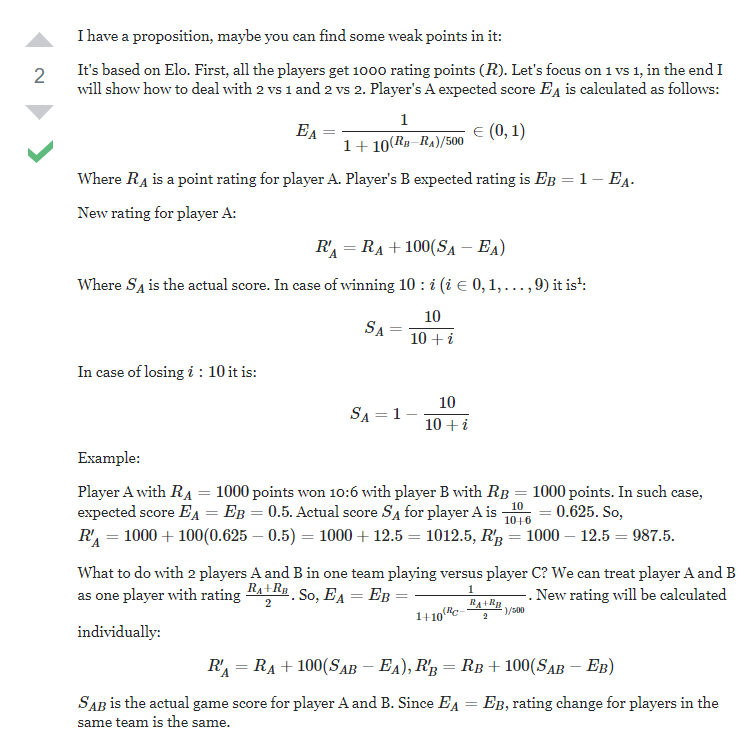 I have a proposition, maybe you can find some weak points in it:
2
It's based on Elo. First, all the players get 1000 rating points (R). Let's focus on 1 vs 1, in the end I
will show how to deal with 2 vs 1 and 2 vs 2. Player's A expected score E_A is calculated as follows:
E_A = \frac{1}{1 + 10^{(R_B - R_A)/500}} ∈ (0, 1)
Where R_A is a point rating for player A. Player's B expected rating is E_B = 1 − E_A.
New rating for player A:
R'_A = R_A + 100(S_A − E_A)
Where S_A is the actual score. In case of winning 10 : i (i ∈ 0, 1, . . . , 9) it is¹:
S_A = \frac{10}{10 + i}
In case of losing i : 10 it is:
S_A = 1 − \frac{10}{10 + i}
Example:
Player A with R_A = 1000 points won 10:6 with player B with R_B = 1000 points. In such case,
expected score E_A = E_B = 0.5. Actual score S_A for player A is \frac{10}{10+6} = 0.625. So,
R'_A = 1000 + 100(0.625 − 0.5) = 1000 + 12.5 = 1012.5, R'_B = 1000 − 12.5 = 987.5.
What to do with 2 players A and B in one team playing versus player C? We can treat player A and B
as one player with rating \frac{R_A+R_B}{2}. So, E_A = E_B = \frac{1}{1+10^{(R_C-\frac{R_A+R_B}{2})/500}}. New rating will be calculated
individually:
R'_A = R_A + 100(S_{AB} − E_A), R'_B = R_B + 100(S_{AB} − E_B)
S_{AB} is the actual game score for player A and B. Since E_A = E_B, rating change for players in the
same team is the same.